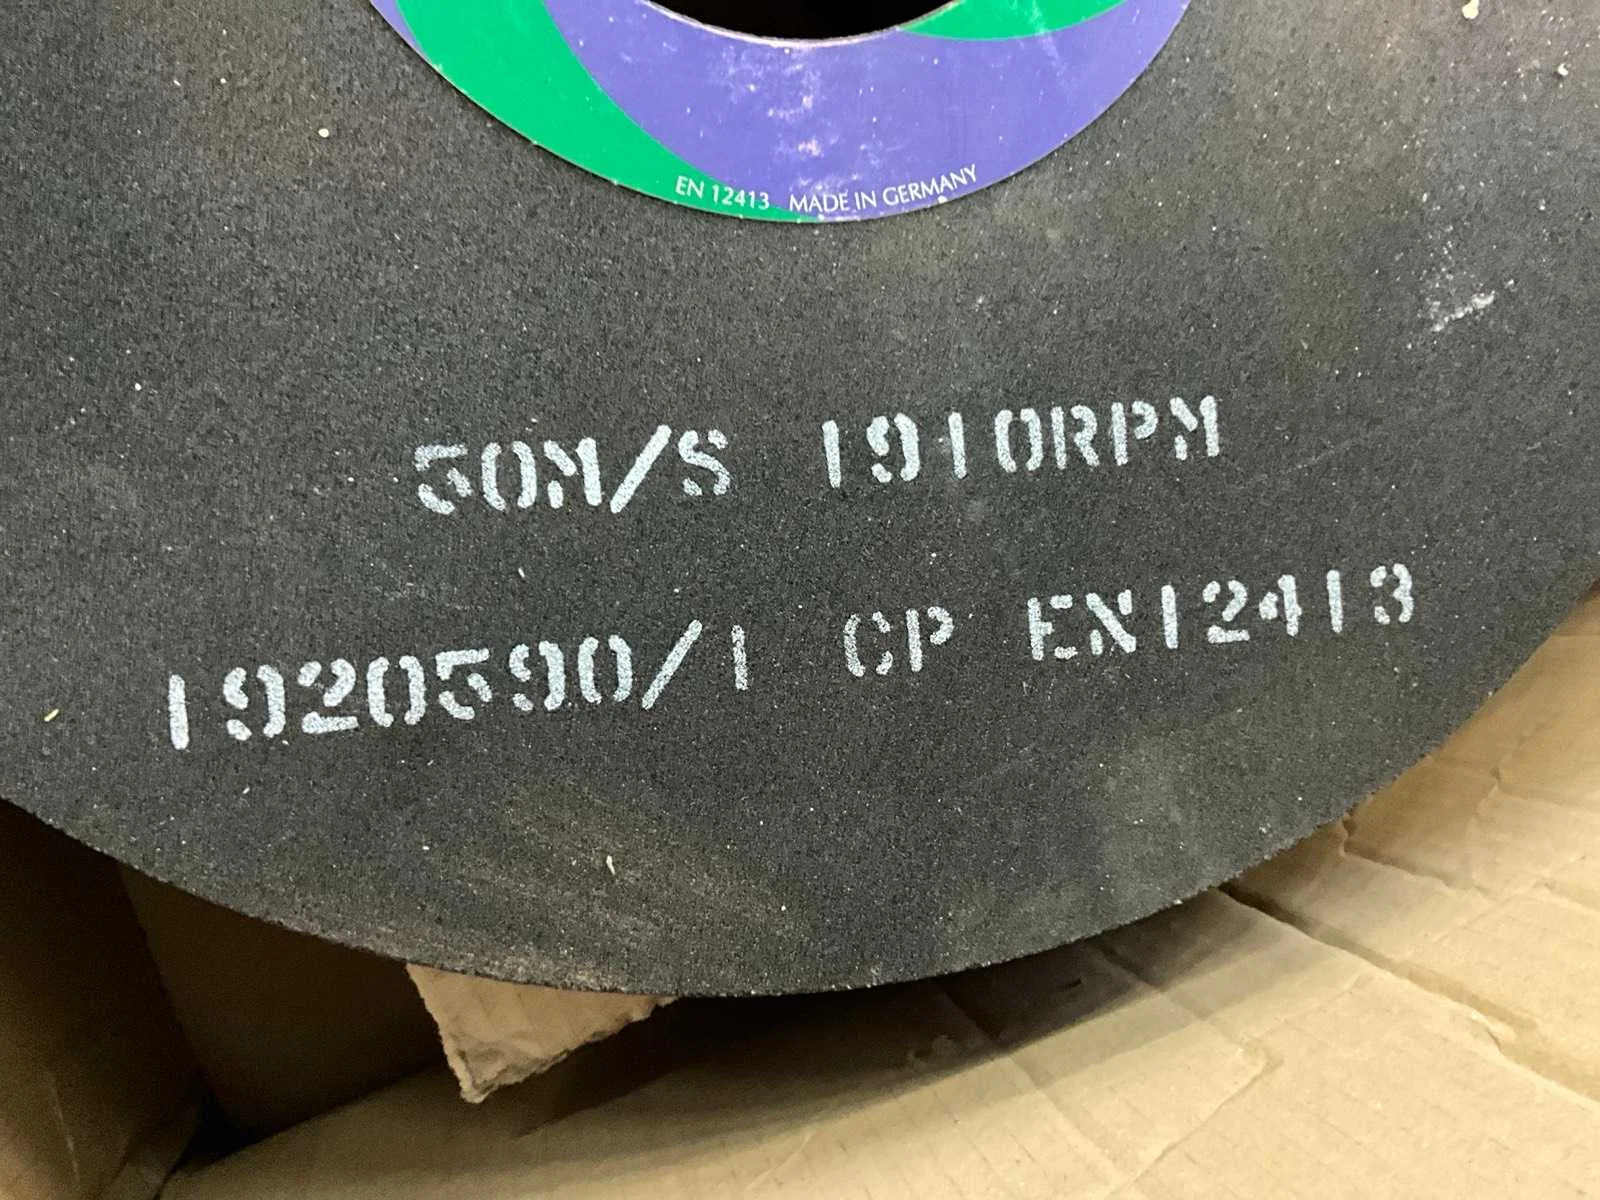 EN 12413 MADE IN GERMANY
50M/S 1910RPM
1920590/1 CP EN12413